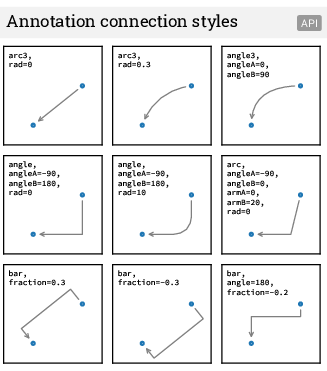 Annotation connection styles
API
arc3,
rad=0
arc3,
rad=0.3
angle3,
angleA=0,
angleB=90
angle,
angleA=-90,
angleB=180,
rad=0
angle,
angleA=-90,
angleB=180,
rad=10
arc,
angleA=-90,
angleB=0,
armA=0,
armB=20,
rad=0
bar,
fraction=0.3
bar,
fraction=-0.3
bar,
angle=180,
fraction=-0.2